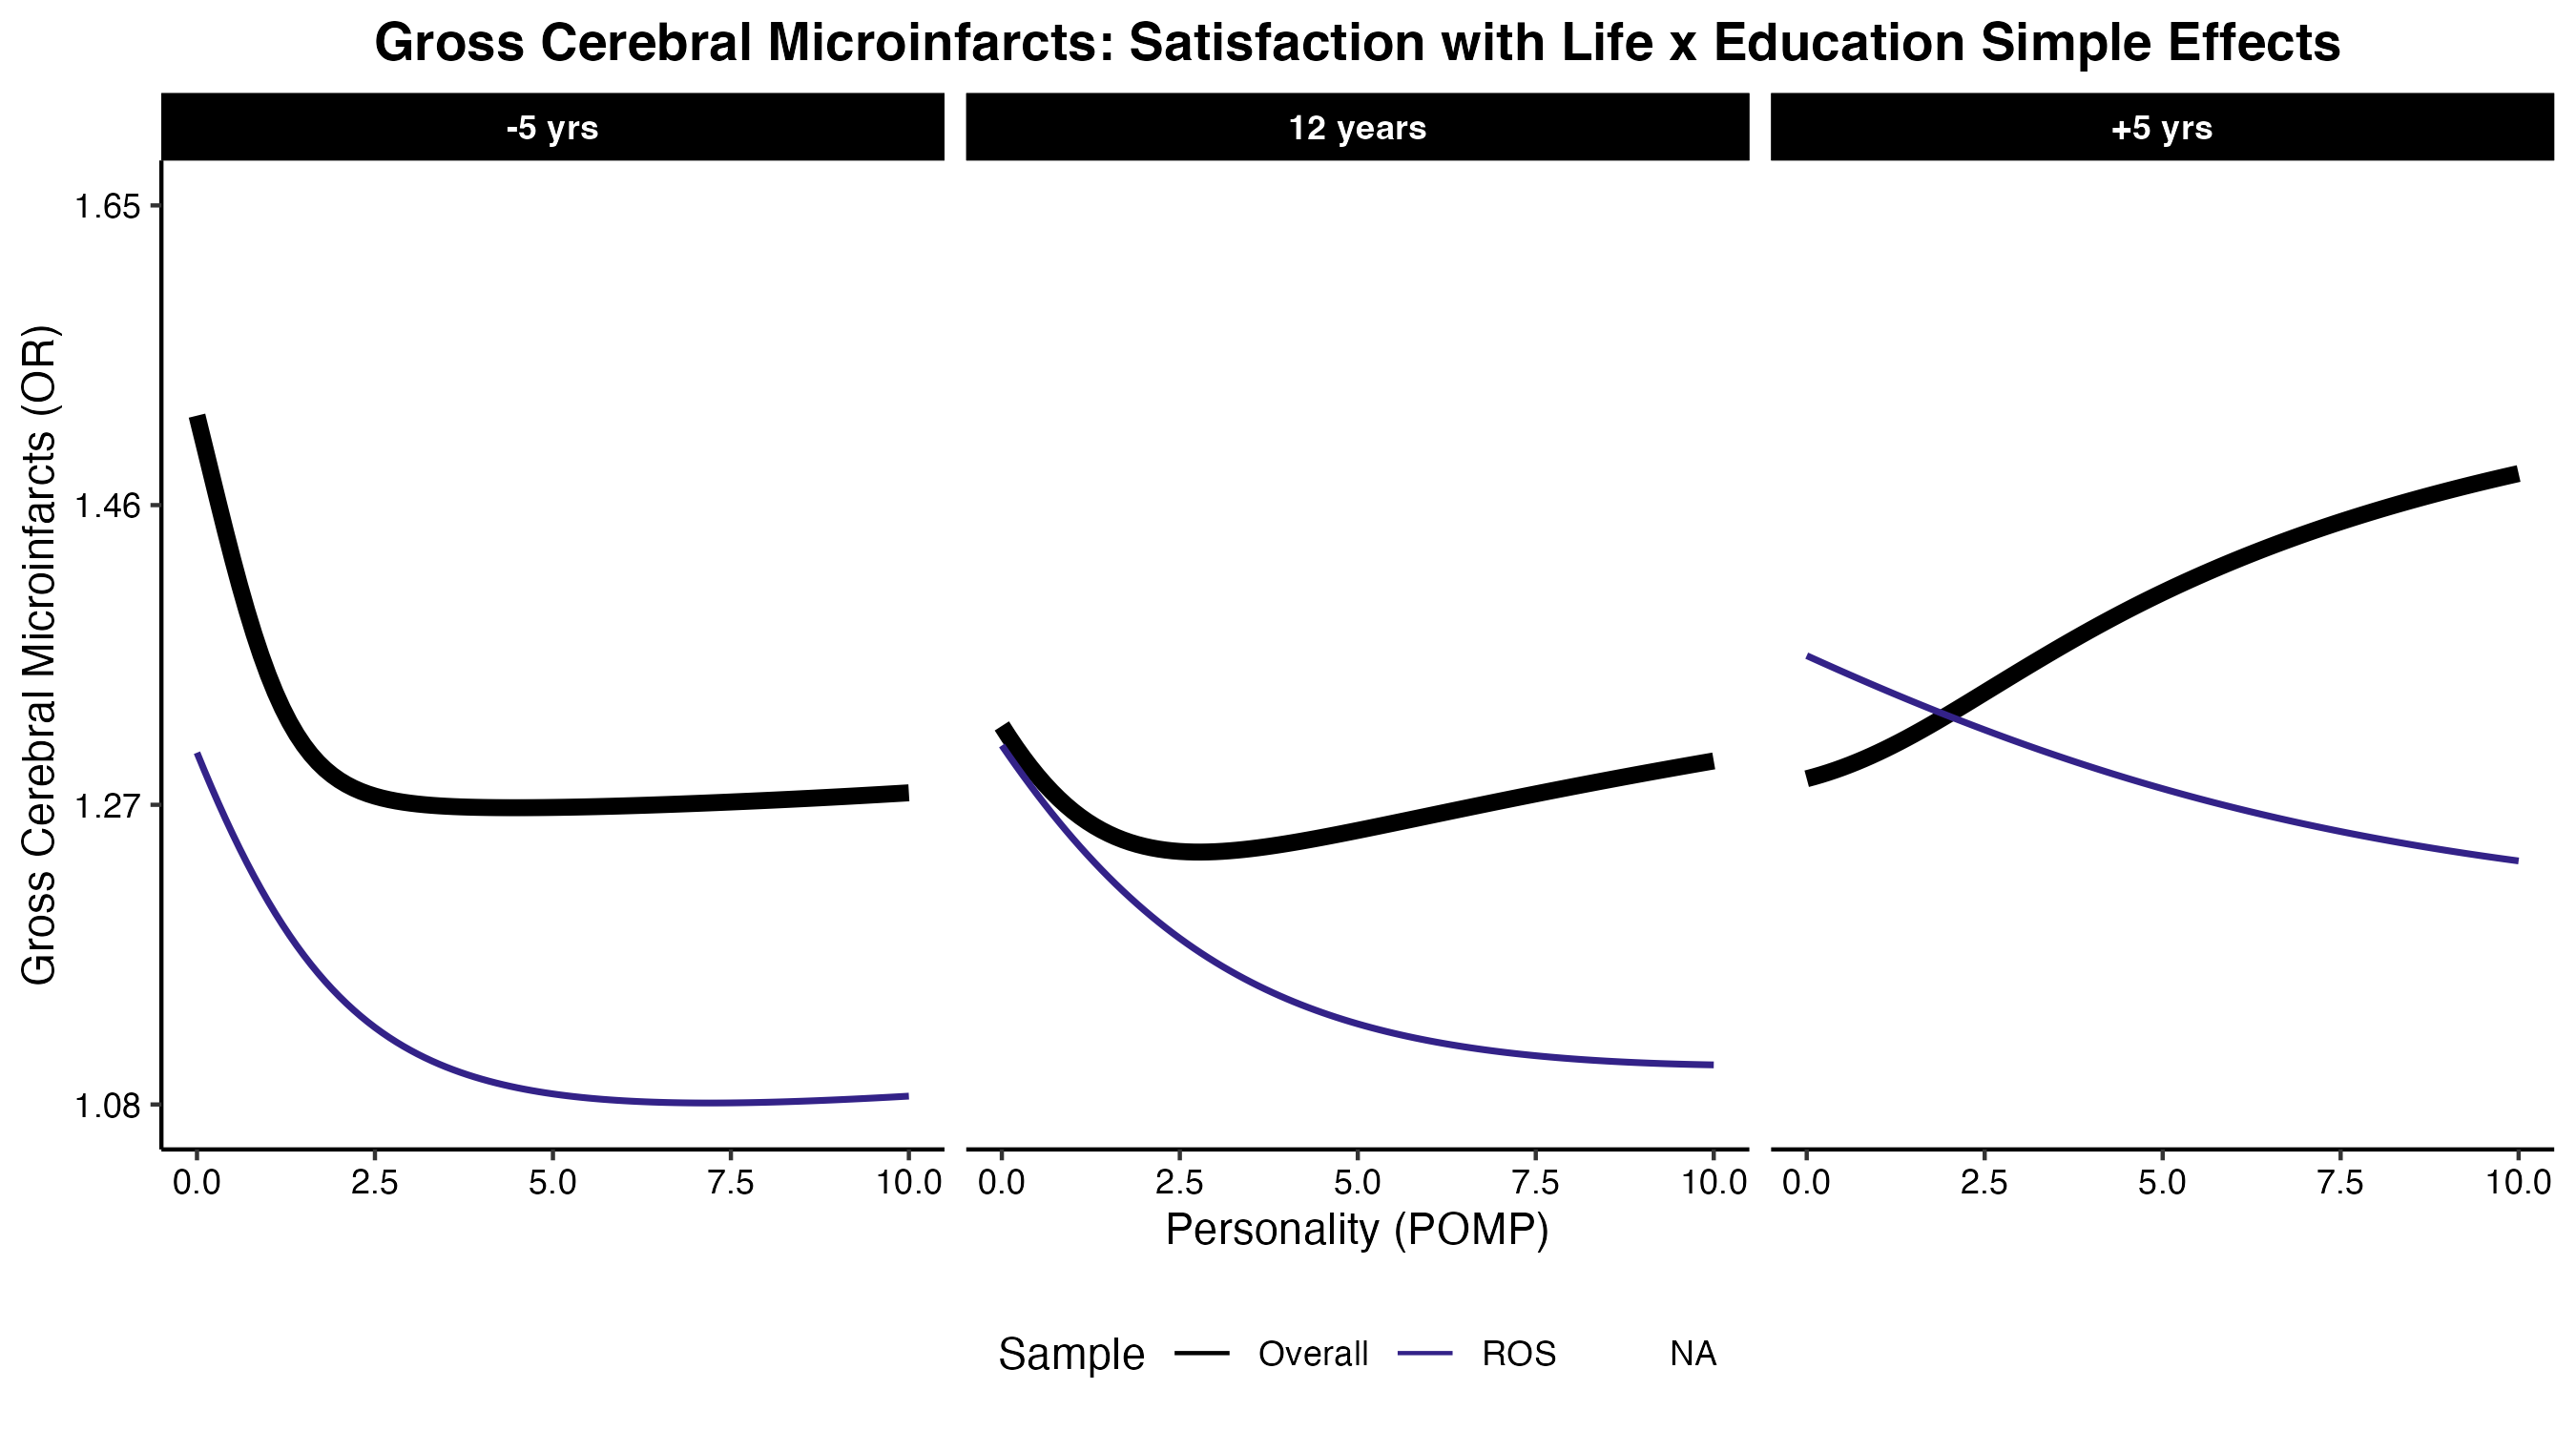 Gross Cerebral Microinfarcts: Satisfaction with Life x Education Simple Effects
-5 yrs
12 years
+5 yrs
Gross Cerebral Microinfarcts (OR)
1.65
1.46
1.27
1.08
0.0 2.5 5.0 7.5 10.0
0.0 2.5 5.0 7.5 10.0
0.0 2.5 5.0 7.5 10.0
Personality (POMP)
Sample Overall ROS NA